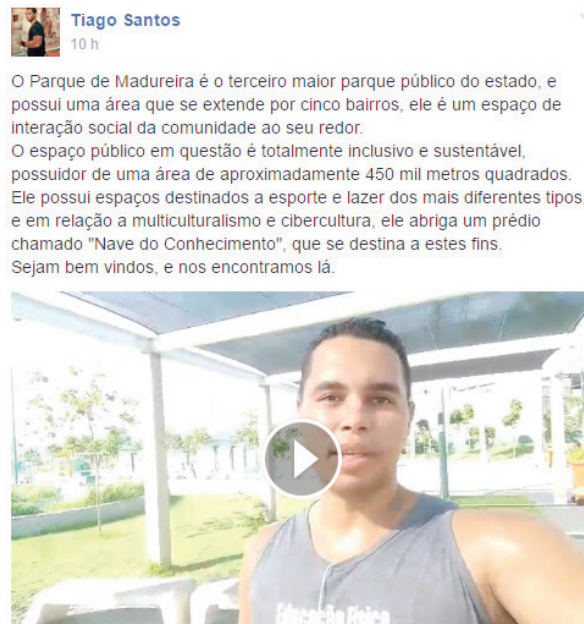 Tiago Santos
10 h
O Parque de Madureira é o terceiro maior parque público do estado, e
possui uma área que se extende por cinco bairros, ele é um espaço de
interação social da comunidade ao seu redor.
O espaço público em questão é totalmente inclusivo e sustentável,
possuidor de uma área de aproximadamente 450 mil metros quadrados.
Ele possui espaços destinados a esporte e lazer dos mais diferentes tipos,
e em relação a multiculturalismo e cibercultura, ele abriga um prédio
chamado "Nave do Conhecimento", que se destina a estes fins.
Sejam bem vindos, e nos encontramos lá.
Educação Física